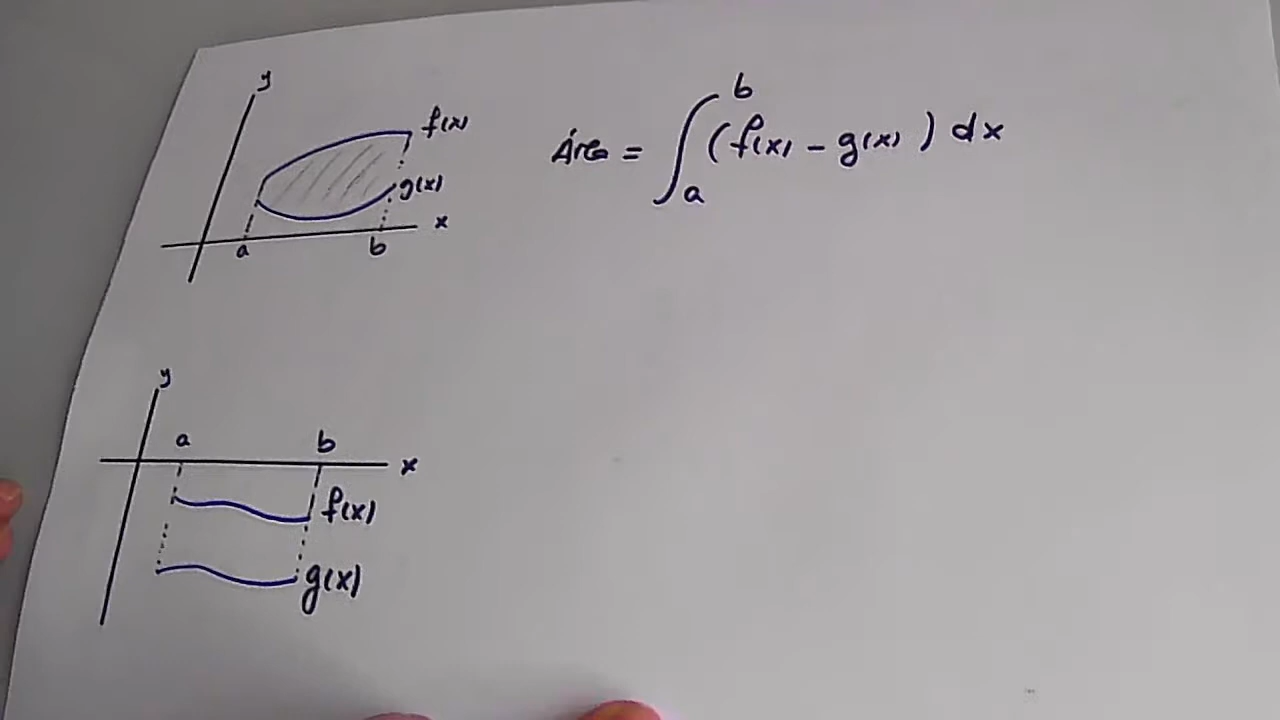 y
f(x)
g(x)
x
a b
Área = ∫_a^b (f(x) - g(x)) dx
y
a b
x
f(x)
g(x)